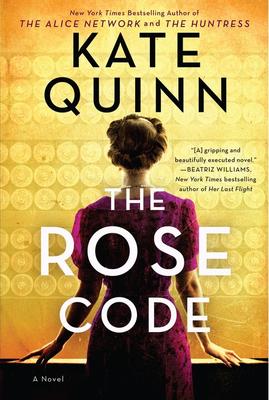 New York Times Bestselling Author of
THE ALICE NETWORK and THE HUNTRESS
KATE
QUINN
"[A] gripping and
beautifully executed novel."
—BEATRIZ WILLIAMS,
New York Times bestselling
author of Her Last Flight
THE
ROSE
CODE
A Novel